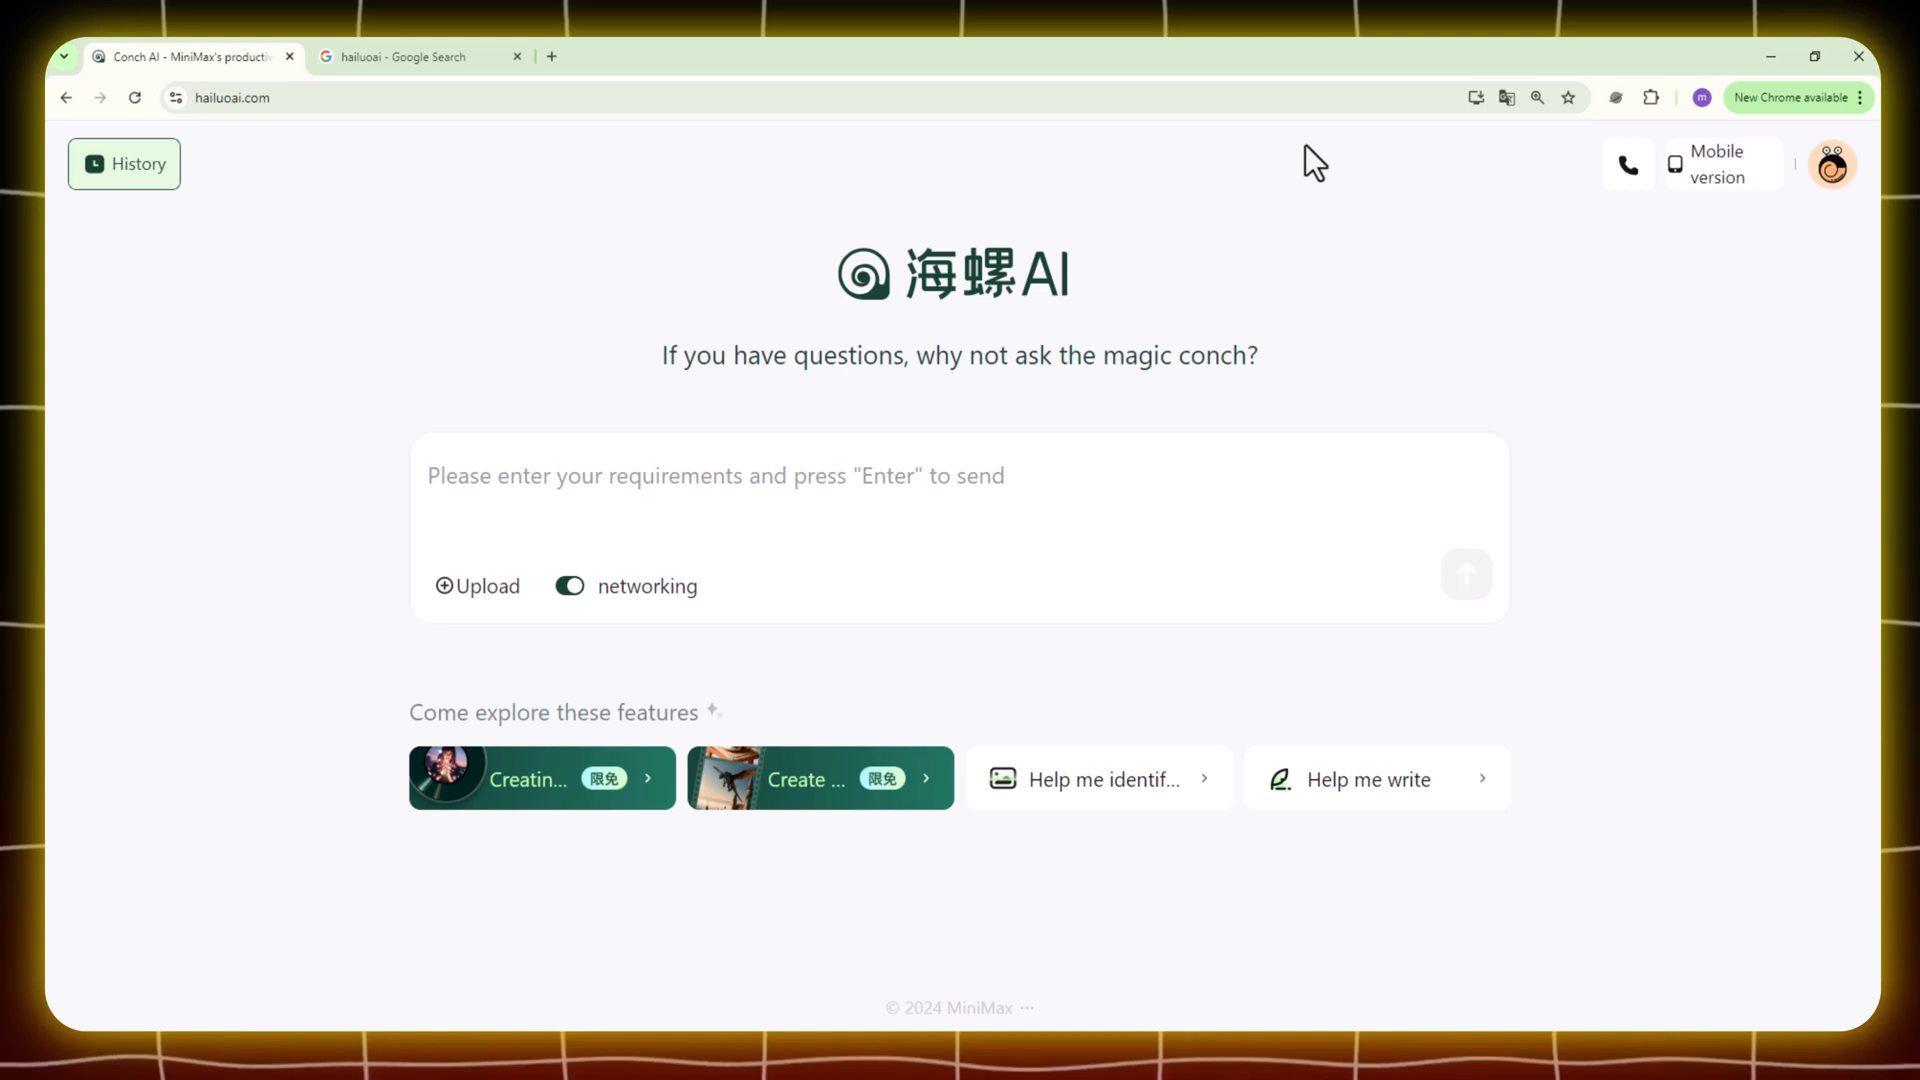 Conch AI - MiniMax's producti
hailuoai - Google Search
hailuoai.com
m
New Chrome available
History
Mobile version
海螺AI
If you have questions, why not ask the magic conch?
Please enter your requirements and press "Enter" to send
Upload
networking
Come explore these features
Creatin... 限免
Create ... 限免
Help me identif...
Help me write
© 2024 MiniMax ···